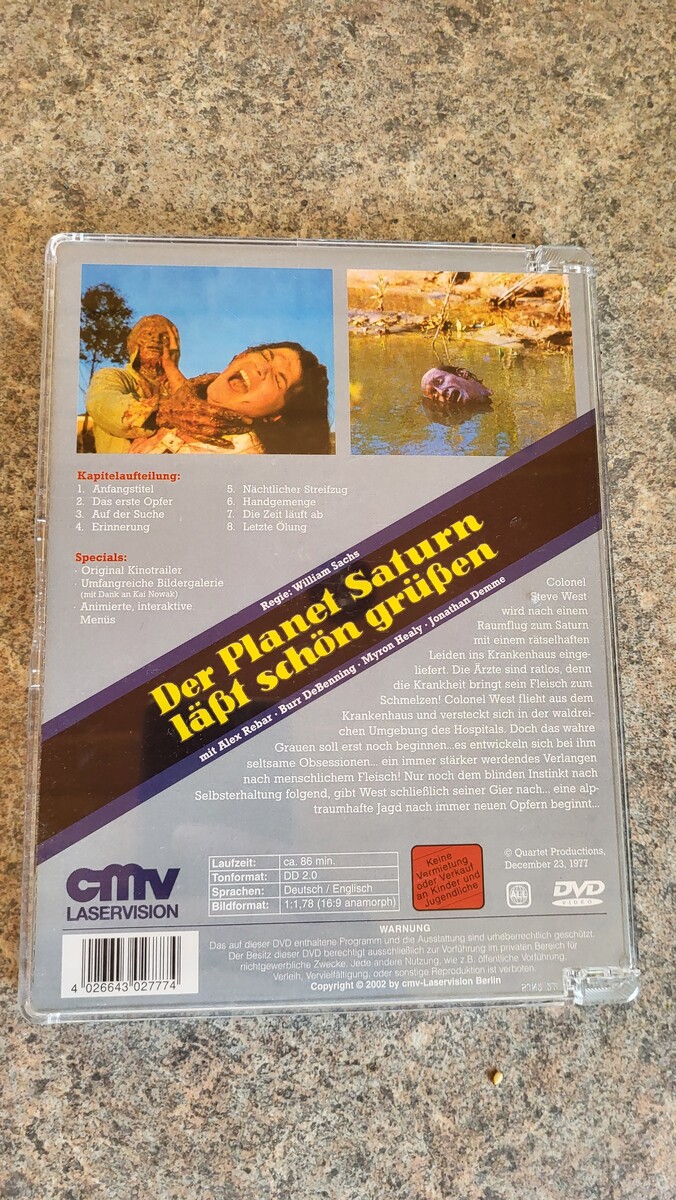 Kapitelaufteilung:
1. Anfangstitel
2. Das erste Opfer
3. Auf der Suche
4. Erinnerung
5. Nächtlicher Streifzug
6. Handgemenge
7. Die Zeit läuft ab
8. Letzte Ölung
Specials:
· Original Kinotrailer
· Umfangreiche Bildergalerie
(mit Dank an Kai Nowak)
· Animierte, interaktive
Menüs
Regie: William Sachs
Der Planet Saturn
läßt schön grüßen
mit Alex Rebar · Burr DeBenning · Myron Healy · Jonathan Demme
Colonel
Steve West
wird nach einem
Raumflug zum Saturn
mit einem rätselhaften
Leiden ins Krankenhaus einge-
liefert. Die Ärzte sind ratlos, denn
die Krankheit bringt sein Fleisch zum
Schmelzen! Colonel West flieht aus dem
Krankenhaus und versteckt sich in der waldrei-
chen Umgebung des Hospitals. Doch das wahre
Grauen soll erst noch beginnen...es entwickeln sich bei ihm
seltsame Obsessionen... ein immer stärker werdendes Verlangen
nach menschlichem Fleisch! Nur noch dem blinden Instinkt nach
Selbsterhaltung folgend, gibt West schließlich seiner Gier nach... eine alp-
traumhafte Jagd nach immer neuen Opfern beginnt...
cmv
LASERVISION
Laufzeit: ca. 86 min.
Tonformat: DD 2.0
Sprachen: Deutsch / Englisch
Bildformat: 1:1,78 (16:9 anamorph)
Keine
Vermietung
oder Verkauf
an Kinder und
Jugendliche
© Quartet Productions,
December 23, 1977
DVD
VIDEO
WARNUNG
Das auf dieser DVD enthaltene Programm und die Ausstattung sind urheberrechtlich geschützt.
Der Besitz dieser DVD berechtigt ausschließlich zur Vorführung im privaten Bereich für
nichtgewerbliche Zwecke. Jede andere Nutzung, wie z.B. öffentliche Vorführung,
Verleih, Vervielfältigung, oder sonstige Reproduktion ist verboten.
Copyright © 2002 by cmv-Laservision Berlin
4 026643 027774